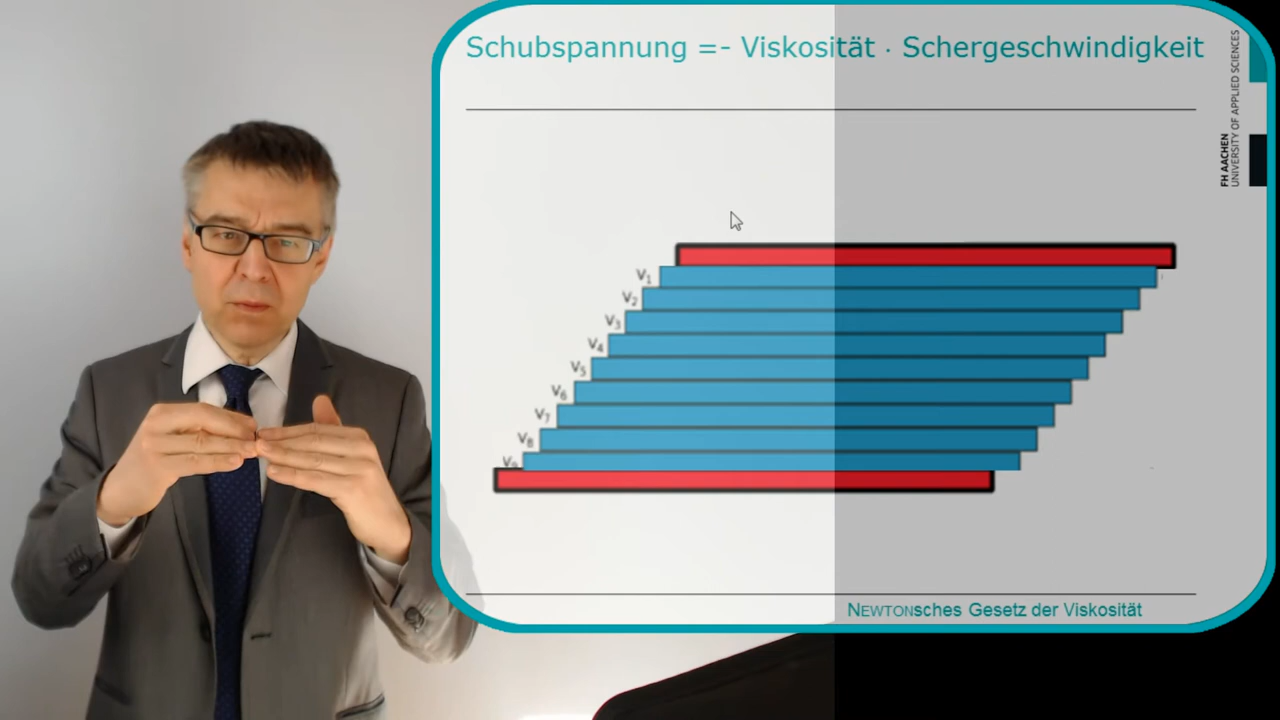 Schubspannung =- Viskosität · Schergeschwindigkeit
FH AACHEN
UNIVERSITY OF APPLIED SCIENCES
V1
V2
V3
V4
V5
V6
V7
V8
V9
NEWTONsches Gesetz der Viskosität